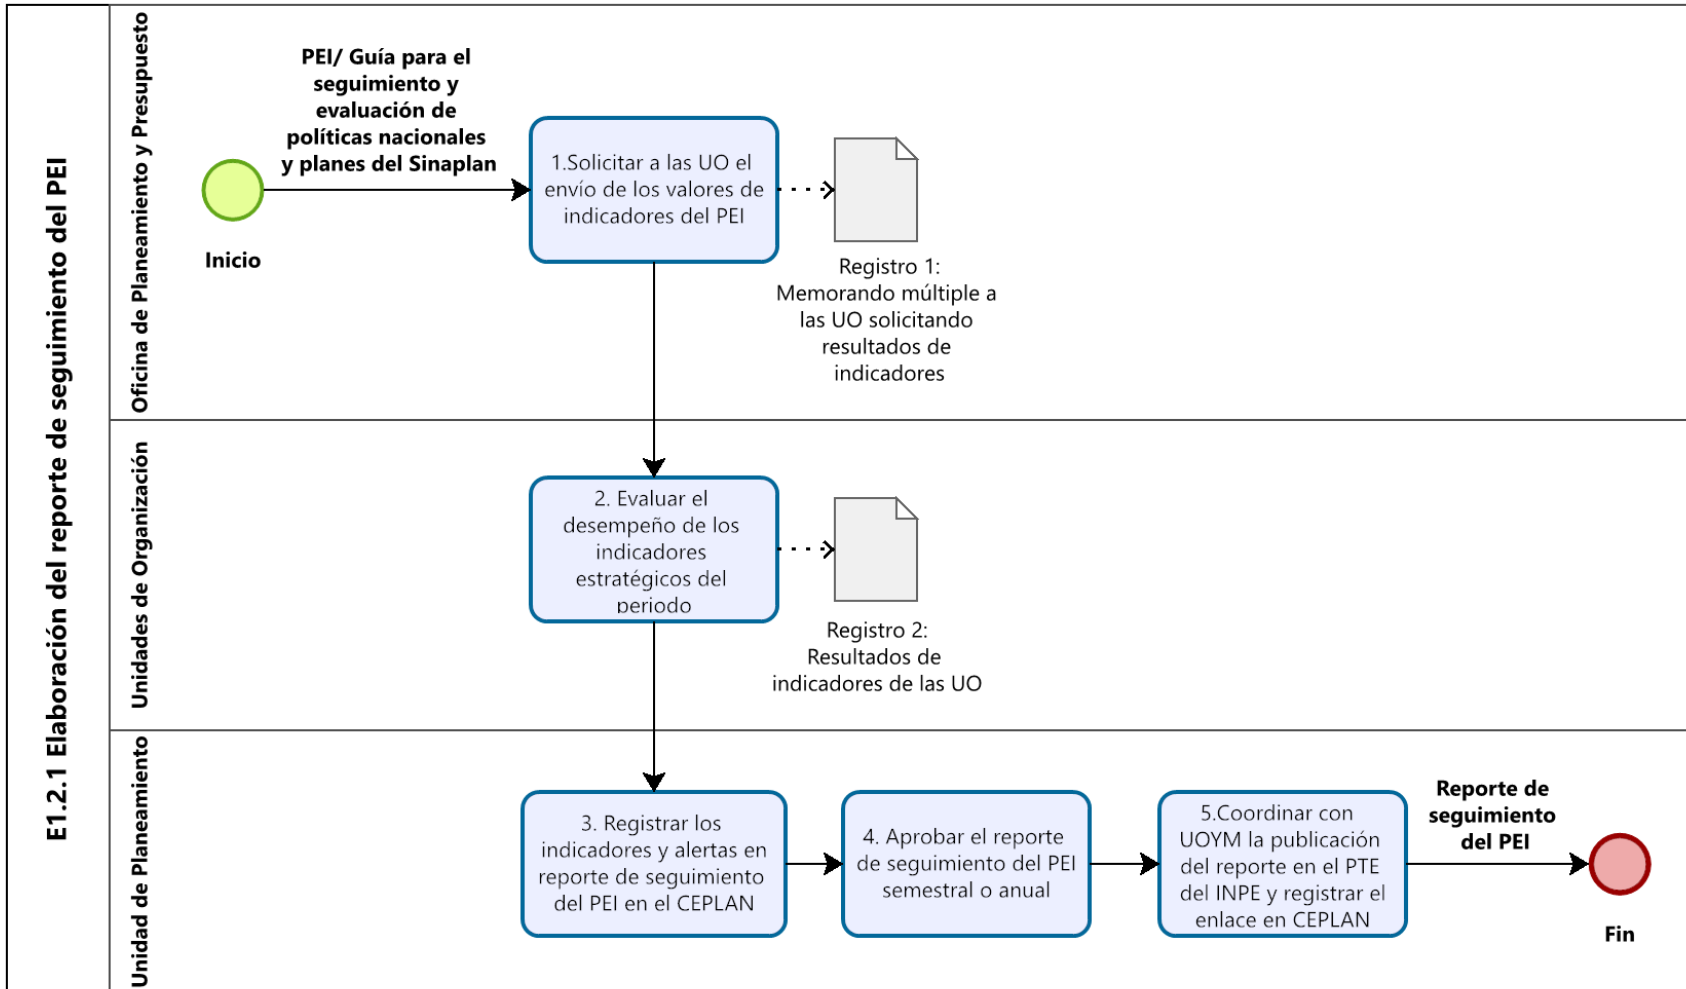 E1.2.1 Elaboración del reporte de seguimiento del PEI
Oficina de Planeamiento y Presupuesto
Inicio
PEI/ Guía para el
seguimiento y
evaluación de
políticas nacionales
y planes del Sinaplan
1.Solicitar a las UO el
envío de los valores de
indicadores del PEI
Registro 1:
Memorando múltiple a
las UO solicitando
resultados de
indicadores
Unidades de Organización
2. Evaluar el
desempeño de los
indicadores
estratégicos del
periodo
Registro 2:
Resultados de
indicadores de las UO
Unidad de Planeamiento
3. Registrar los
indicadores y alertas en
reporte de seguimiento
del PEI en el CEPLAN
4. Aprobar el reporte
de seguimiento del PEI
semestral o anual
5.Coordinar con
UOYM la publicación
del reporte en el PTE
del INPE y registrar el
enlace en CEPLAN
Reporte de
seguimiento
del PEI
Fin